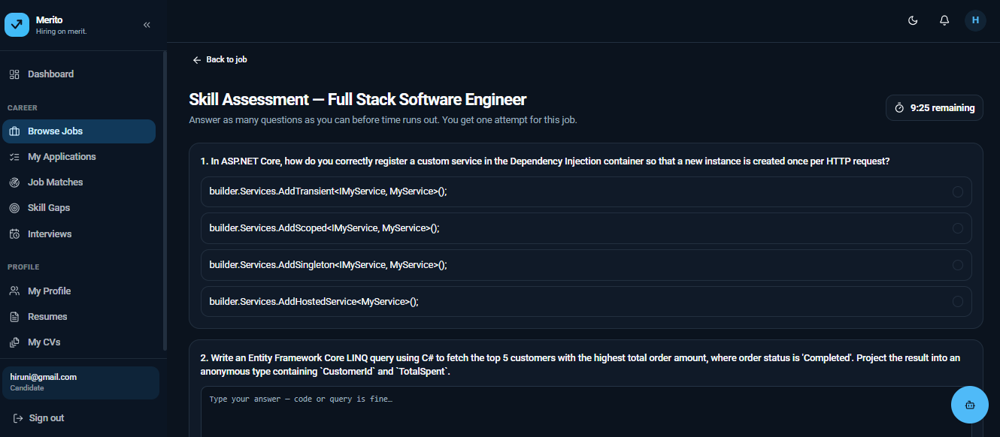 Merito
Hiring on merit.
Dashboard
CAREER
Browse Jobs
My Applications
Job Matches
Skill Gaps
Interviews
PROFILE
My Profile
Resumes
My CVs
hiruni@gmail.com
Candidate
Sign out
H
Back to job
Skill Assessment — Full Stack Software Engineer
Answer as many questions as you can before time runs out. You get one attempt for this job.
9:25 remaining
1. In ASP.NET Core, how do you correctly register a custom service in the Dependency Injection container so that a new instance is created once per HTTP request?
builder.Services.AddTransient<IMyService, MyService>();
builder.Services.AddScoped<IMyService, MyService>();
builder.Services.AddSingleton<IMyService, MyService>();
builder.Services.AddHostedService<MyService>();
2. Write an Entity Framework Core LINQ query using C# to fetch the top 5 customers with the highest total order amount, where order status is 'Completed'. Project the result into an
anonymous type containing `CustomerId` and `TotalSpent`.
Type your answer — code or query is fine…